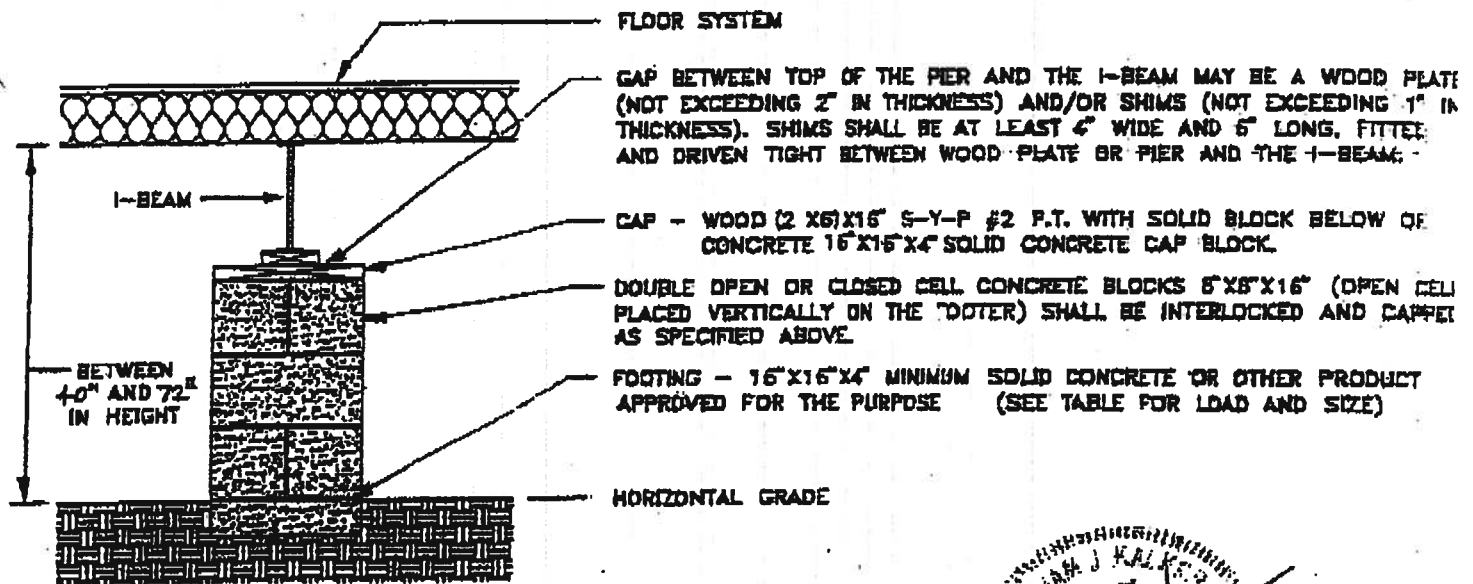 FLOOR SYSTEM
GAP BETWEEN TOP OF THE PIER AND THE I-BEAM MAY BE A WOOD PLATE
(NOT EXCEEDING 2" IN THICKNESS) AND/OR SHIMS (NOT EXCEEDING 1" IN
THICKNESS). SHIMS SHALL BE AT LEAST 4" WIDE AND 6" LONG, FITTED
AND DRIVEN TIGHT BETWEEN WOOD PLATE OR PIER AND THE I-BEAM.
I-BEAM
CAP - WOOD (2 X6)X16" S-Y-P #2 P.T. WITH SOLID BLOCK BELOW OR
CONCRETE 16"X16"X4" SOLID CONCRETE CAP BLOCK.
DOUBLE OPEN OR CLOSED CELL CONCRETE BLOCKS 8"X8"X16" (OPEN CELL
PLACED VERTICALLY ON THE FOOTER) SHALL BE INTERLOCKED AND CAPPED
AS SPECIFIED ABOVE.
BETWEEN
40" AND 72"
IN HEIGHT
FOOTING - 16"X16"X4" MINIMUM SOLID CONCRETE OR OTHER PRODUCT
APPROVED FOR THE PURPOSE (SEE TABLE FOR LOAD AND SIZE)
HORIZONTAL GRADE